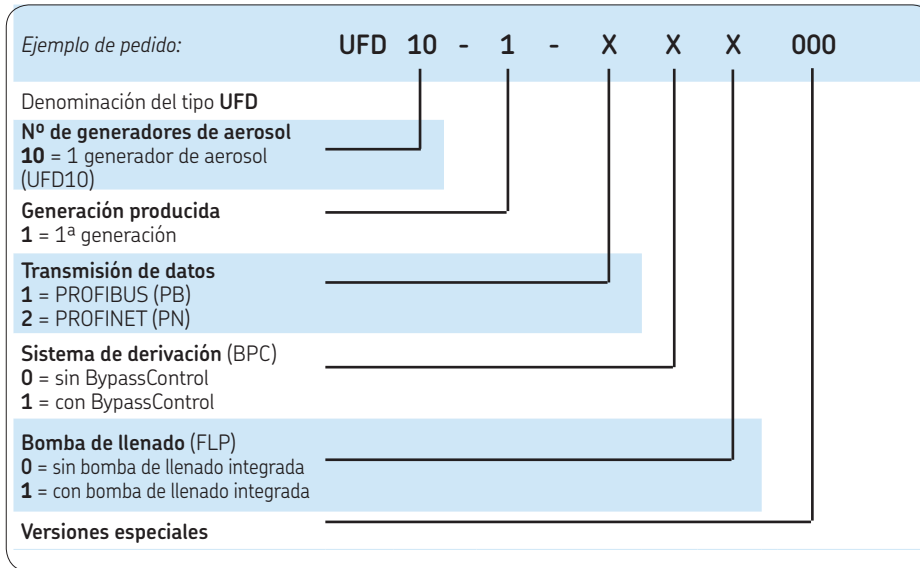 Ejemplo de pedido: UFD 10 - 1 - X X X 000
Denominación del tipo UFD
Nº de generadores de aerosol
10 = 1 generador de aerosol
(UFD10)
Generación producida
1 = 1ª generación
Transmisión de datos
1 = PROFIBUS (PB)
2 = PROFINET (PN)
Sistema de derivación (BPC)
0 = sin BypassControl
1 = con BypassControl
Bomba de llenado (FLP)
0 = sin bomba de llenado integrada
1 = con bomba de llenado integrada
Versiones especiales